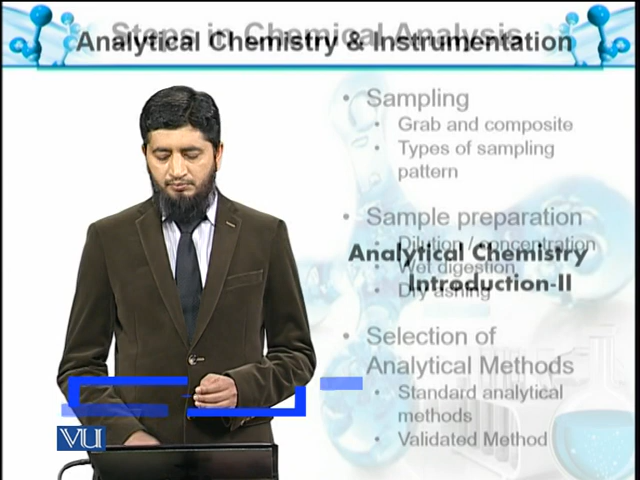 Steps in Chemical Analysis
Analytical Chemistry & Instrumentation
• Sampling
• Grab and composite
• Types of sampling
pattern
• Sample preparation
• Dilution / concentration
Analytical Chemistry
• Wet digestion
Introduction-II
• Dry ashing
• Selection of
Analytical Methods
• Standard analytical
methods
• Validated Method
VU